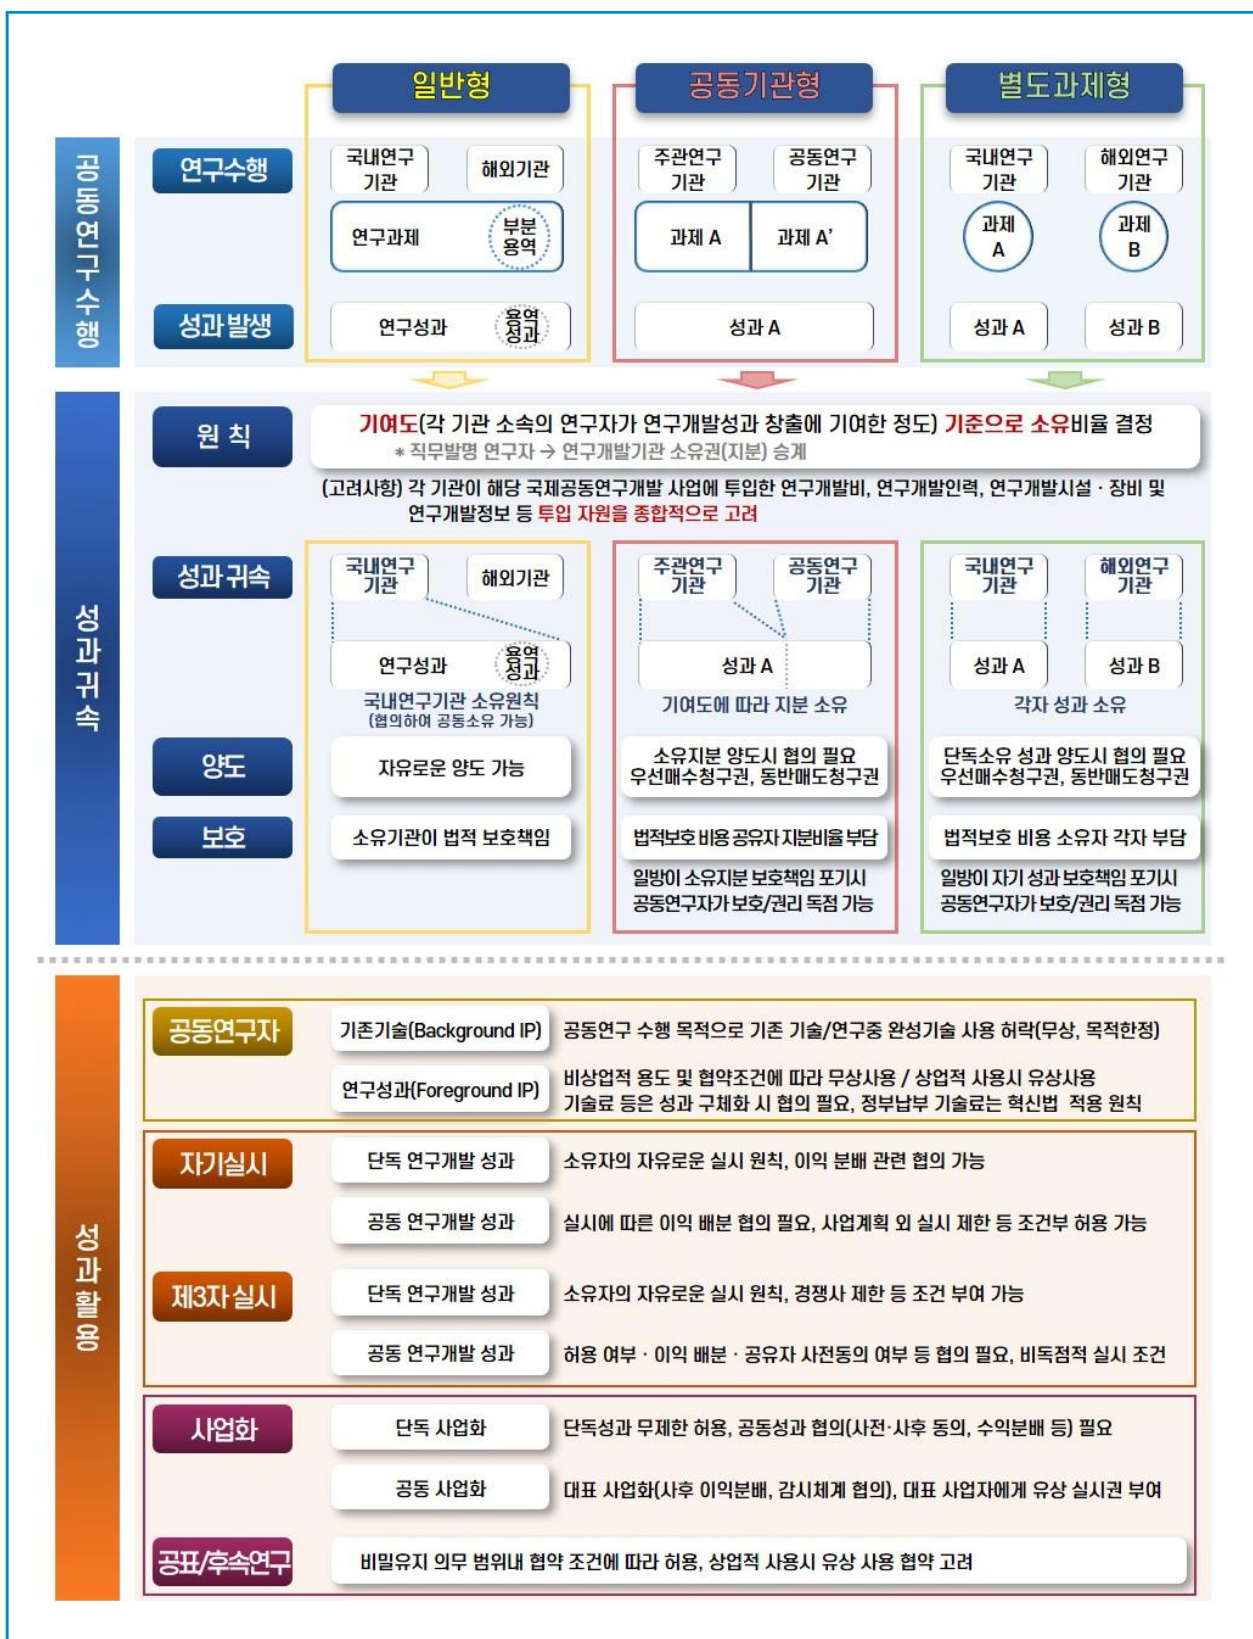 일반형
공동기관형
별도과제형
공동연구수행
연구수행
국내연구
기관
해외기관
주관연구
기관
공동연구
기관
국내연구
기관
해외연구
기관
연구과제
부분
용역
과제 A
과제 A’
과제
A
과제
B
성과 발생
연구성과
용역
성과
성과 A
성과 A
성과 B
성과귀속
원 칙
기여도(각 기관 소속의 연구자가 연구개발성과 창출에 기여한 정도) 기준으로 소유비율 결정
* 직무발명 연구자 → 연구개발기관 소유권(지분) 승계
(고려사항) 각 기관이 해당 국제공동연구개발 사업에 투입한 연구개발비, 연구개발인력, 연구개발시설 · 장비 및
연구개발정보 등 투입 자원을 종합적으로 고려
성과 귀속
국내연구
기관
해외기관
주관연구
기관
공동연구
기관
국내연구
기관
해외연구
기관
연구성과
용역
성과
성과 A
성과 A
성과 B
국내연구기관 소유원칙
(협의하여 공동소유 가능)
기여도에 따라 지분 소유
각자 성과 소유
양도
자유로운 양도 가능
소유지분 양도시 협의 필요
우선매수청구권, 동반매도청구권
단독소유 성과 양도시 협의 필요
우선매수청구권, 동반매도청구권
보호
소유기관이 법적 보호책임
법적보호 비용 공유자 지분비율 부담
법적보호 비용 소유자 각자 부담
일방이 소유지분 보호책임 포기시
공동연구자가 보호/권리 독점 가능
일방이 자기 성과 보호책임 포기시
공동연구자가 보호/권리 독점 가능
성과활용
공동연구자
기존기술(Background IP)
공동연구 수행 목적으로 기존 기술/연구중 완성기술 사용 허락(무상, 목적한정)
연구성과(Foreground IP)
비상업적 용도 및 협약조건에 따라 무상사용 / 상업적 사용시 유상사용
기술료 등은 성과 구체화 시 협의 필요, 정부납부 기술료는 혁신법 적용 원칙
자기실시
단독 연구개발 성과
소유자의 자유로운 실시 원칙, 이익 분배 관련 협의 가능
공동 연구개발 성과
실시에 따른 이익 배분 협의 필요, 사업계획 외 실시 제한 등 조건부 허용 가능
제3자 실시
단독 연구개발 성과
소유자의 자유로운 실시 원칙, 경쟁사 제한 등 조건 부여 가능
공동 연구개발 성과
허용 여부 · 이익 배분 · 공유자 사전동의 여부 등 협의 필요, 비독점적 실시 조건
사업화
단독 사업화
단독성과 무제한 허용, 공동성과 협의(사전·사후 동의, 수익분배 등) 필요
공동 사업화
대표 사업화(사후 이익분배, 감시체계 협의), 대표 사업자에게 유상 실시권 부여
공표/후속연구
비밀유지 의무 범위내 협약 조건에 따라 허용, 상업적 사용시 유상 사용 협약 고려